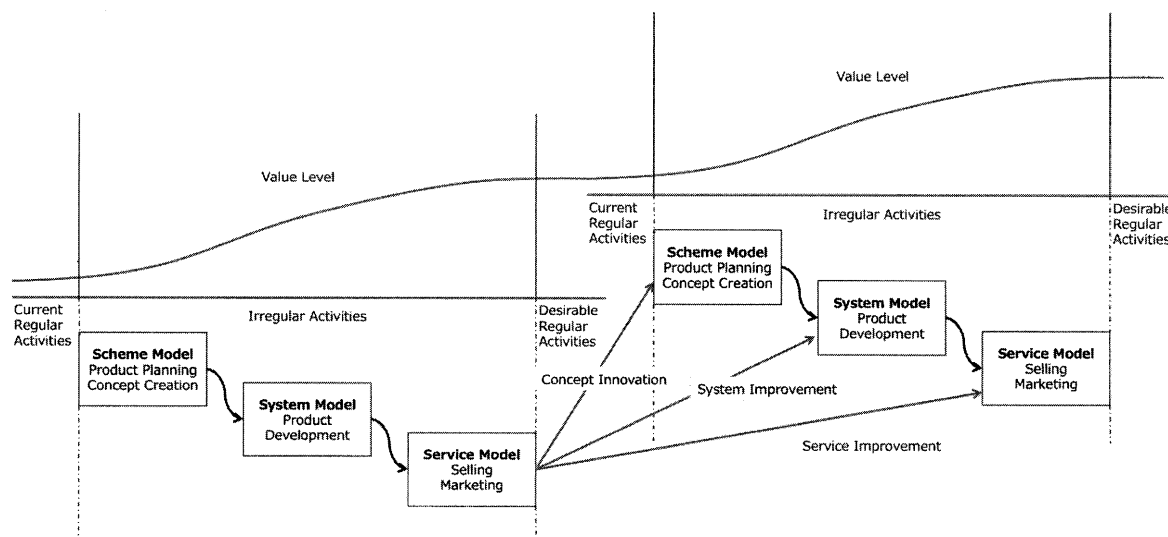 Value Level
Value Level
Current
Regular
Activities
Irregular Activities
Desirable
Regular
Activities
Scheme Model
Product Planning
Concept Creation
System Model
Product
Development
Service Model
Selling
Marketing
Current
Regular
Activities
Irregular Activities
Desirable
Regular
Activities
Scheme Model
Product Planning
Concept Creation
System Model
Product
Development
Service Model
Selling
Marketing
Concept Innovation
System Improvement
Service Improvement